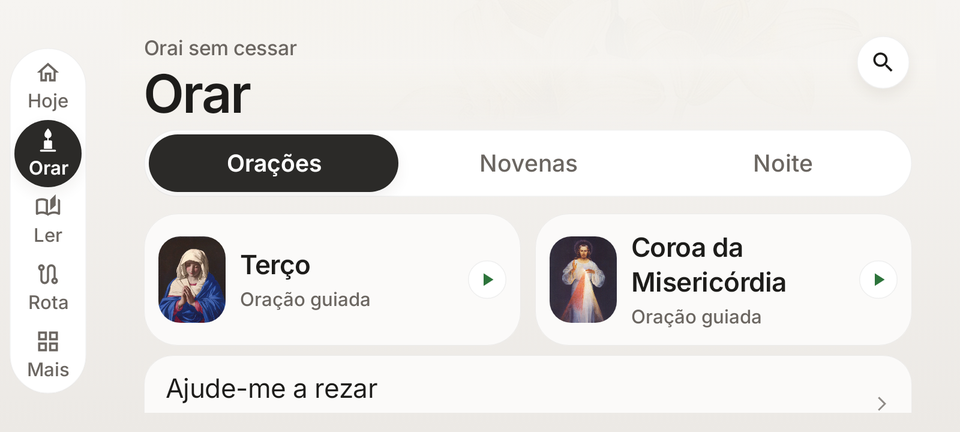 Orai sem cessar
Orar
Hoje
Orar
Ler
Rota
Mais
Orações
Novenas
Noite
Terço
Oração guiada
Coroa da
Misericórdia
Oração guiada
Ajude-me a rezar